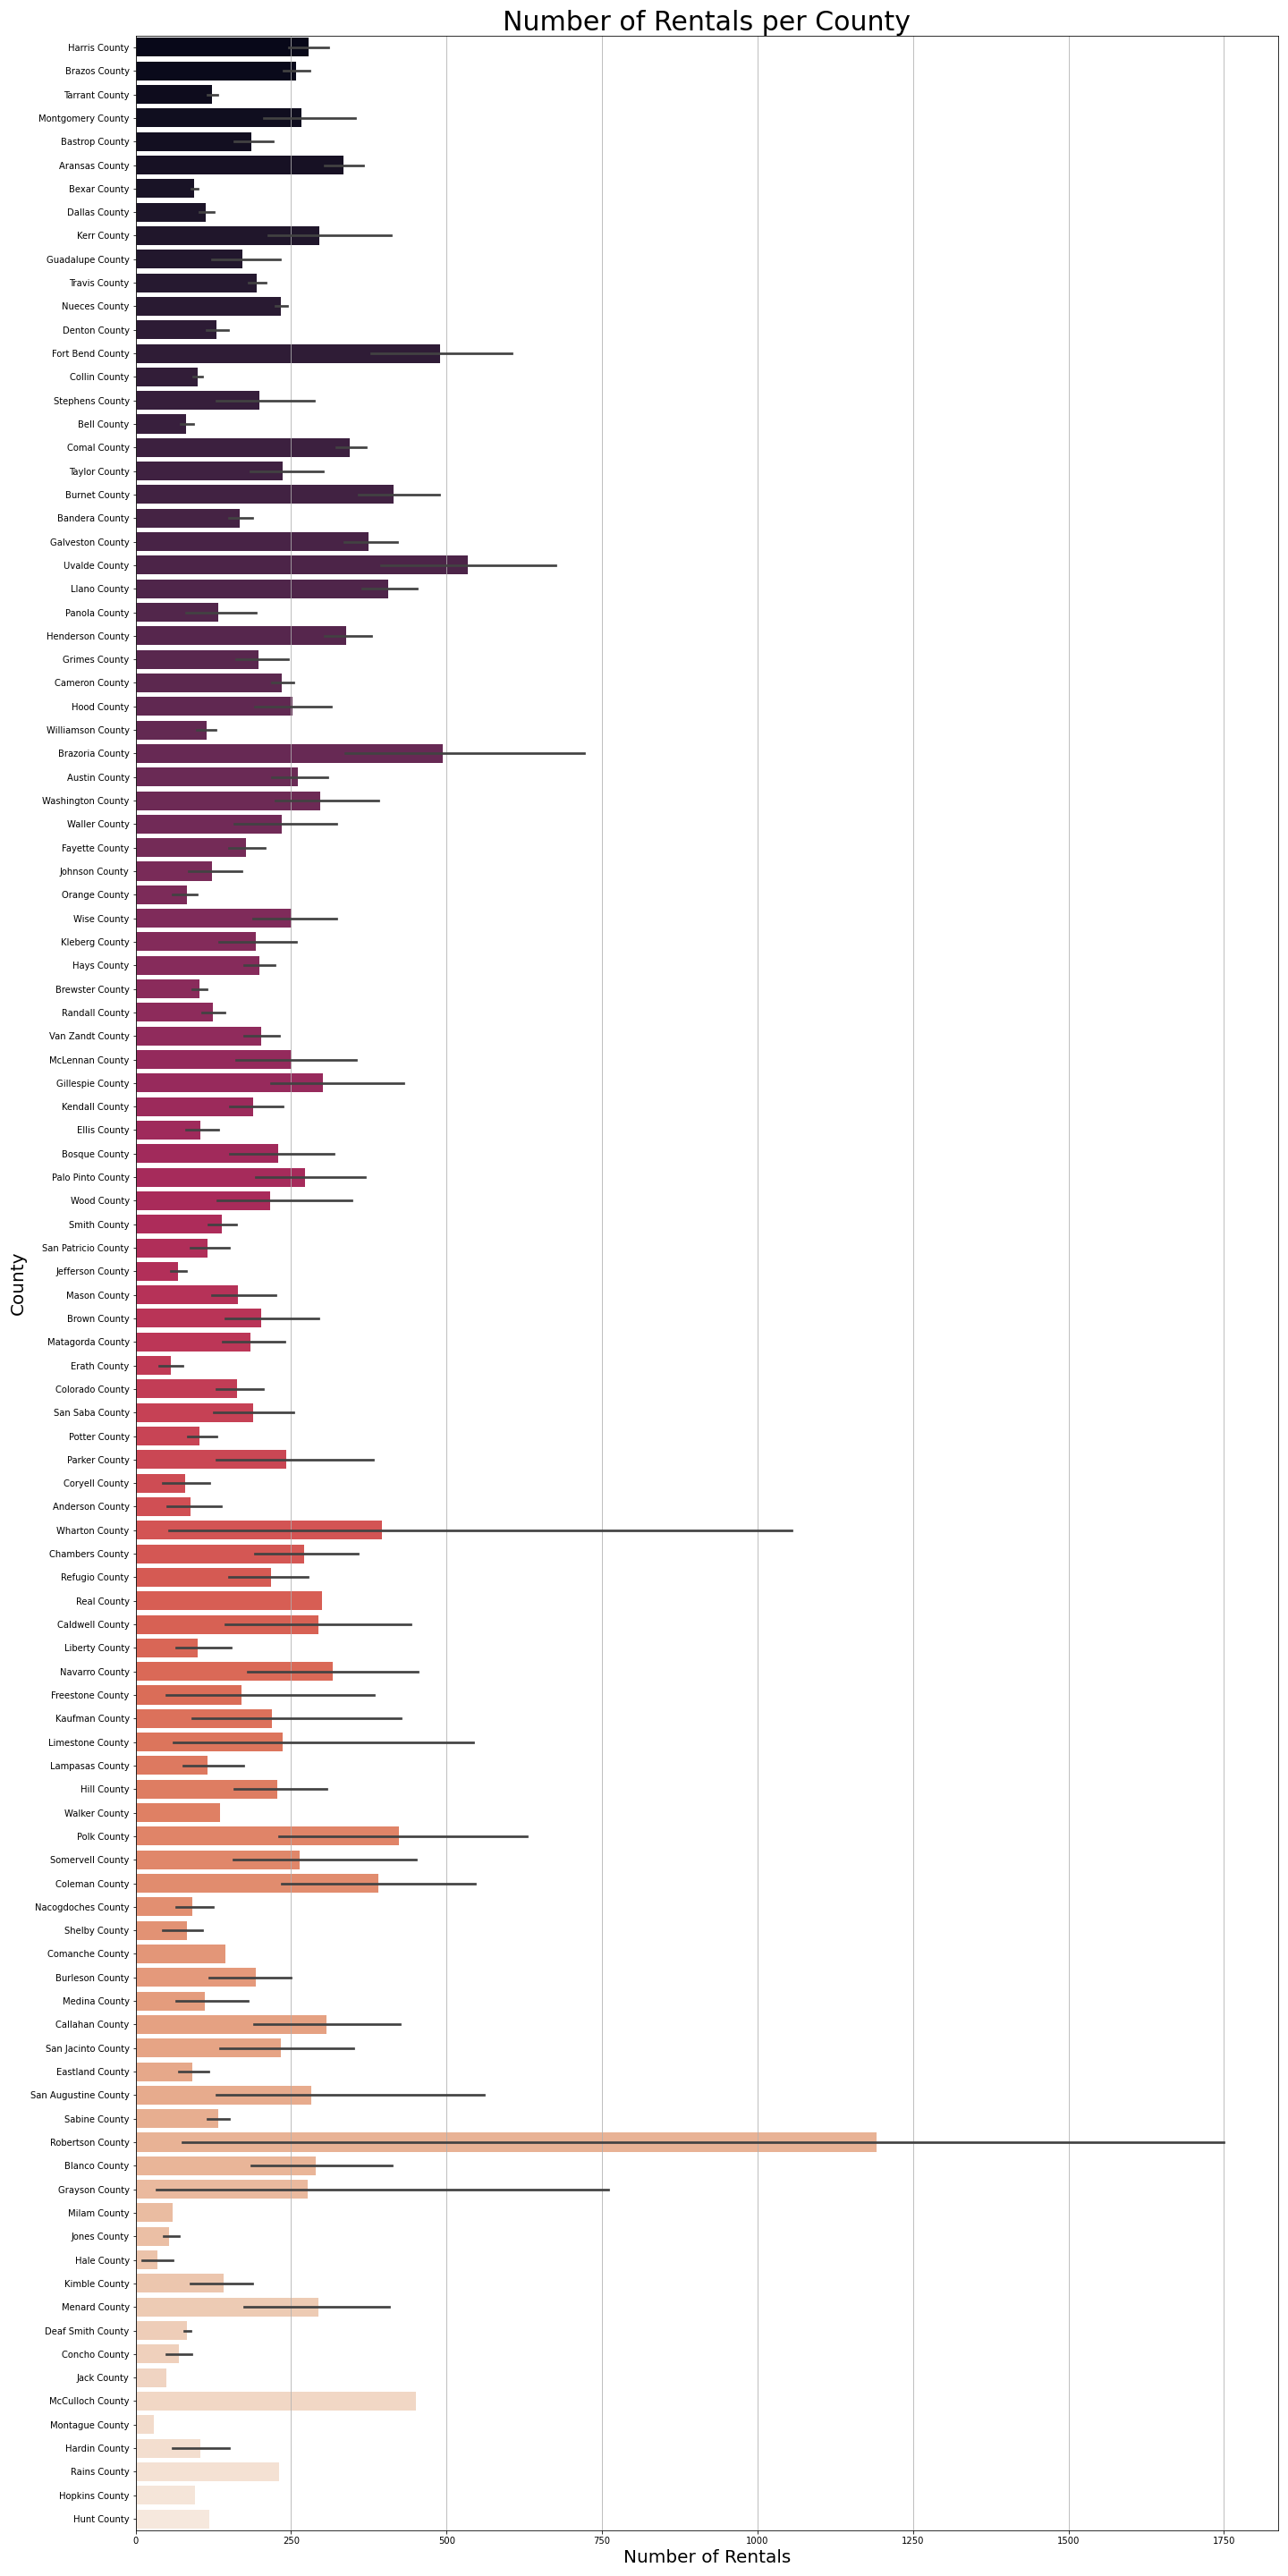 Number of Rentals per County
Harris County
Brazos County
Tarrant County
Montgomery County
Bastrop County
Aransas County
Bexar County
Dallas County
Kerr County
Guadalupe County
Travis County
Nueces County
Denton County
Fort Bend County
Collin County
Stephens County
Bell County
Comal County
Taylor County
Burnet County
Bandera County
Galveston County
Uvalde County
Llano County
Panola County
Henderson County
Grimes County
Cameron County
Hood County
Williamson County
Brazoria County
Austin County
Washington County
Waller County
Fayette County
Johnson County
Orange County
Wise County
Kleberg County
Hays County
Brewster County
Randall County
Van Zandt County
McLennan County
Gillespie County
Kendall County
Ellis County
Bosque County
Palo Pinto County
Wood County
Smith County
San Patricio County
Jefferson County
Mason County
Brown County
Matagorda County
Erath County
Colorado County
San Saba County
Potter County
Parker County
Coryell County
Anderson County
Wharton County
Chambers County
Refugio County
Real County
Caldwell County
Liberty County
Navarro County
Freestone County
Kaufman County
Limestone County
Lampasas County
Hill County
Walker County
Polk County
Somervell County
Coleman County
Nacogdoches County
Shelby County
Comanche County
Burleson County
Medina County
Callahan County
San Jacinto County
Eastland County
San Augustine County
Sabine County
Robertson County
Blanco County
Grayson County
Milam County
Jones County
Hale County
Kimble County
Menard County
Deaf Smith County
Concho County
Jack County
McCulloch County
Montague County
Hardin County
Rains County
Hopkins County
Hunt County
County
0 250 500 750 1000 1250 1500 1750
Number of Rentals